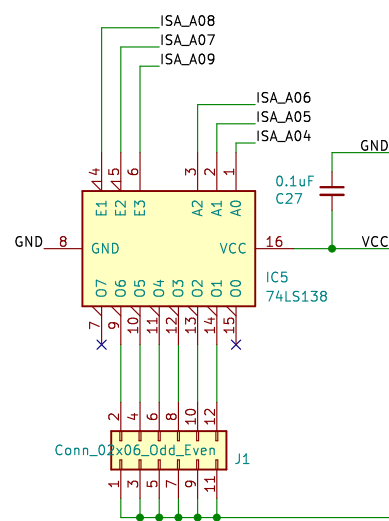 ISA_A08
ISA_A07
ISA_A09
ISA_A06
ISA_A05
ISA_A04
GND
4 5 6 3 2 1
0.1uF
C27
E1 E2 E3 A2 A1 A0
GND 8 GND VCC 16 VCC
IC5
74LS138
O7 O6 O5 O4 O3 O2 O1 O0
7 9 10 11 12 13 14 15
2 4 6 8 10 12
Conn_02x06_Odd_Even
J1
1 3 5 7 9 11